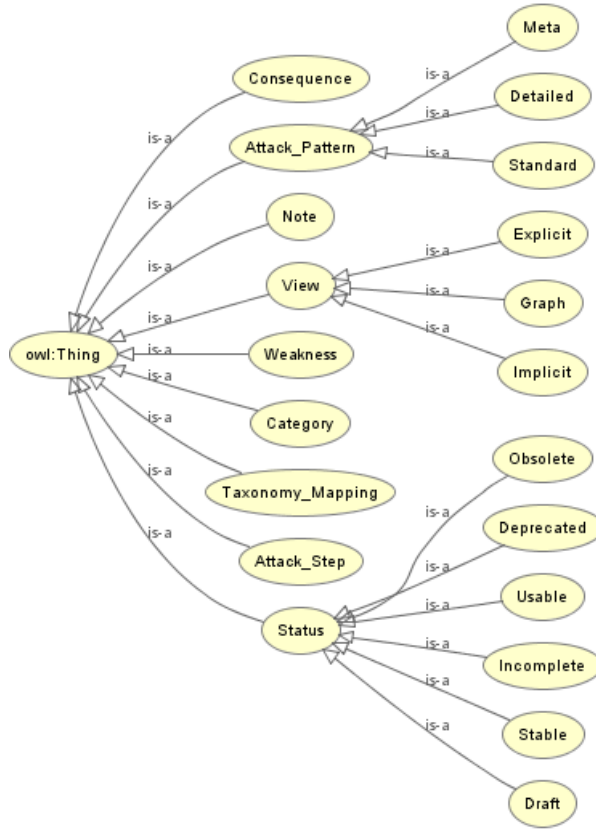 Meta
is-a
Consequence
Detailed
is-a
is-a
Attack_Pattern
is-a
Standard
is-a
Note
Explicit
is-a
is-a
View
is-a
Graph
is-a
owl:Thing
is-a
Weakness
is-a
Implicit
is-a
Category
is-a
Obsolete
Taxonomy_Mapping
is-a
is-a
Deprecated
is-a
Attack_Step
is-a
Usable
is-a
Status
is-a
Incomplete
is-a
Stable
is-a
Draft